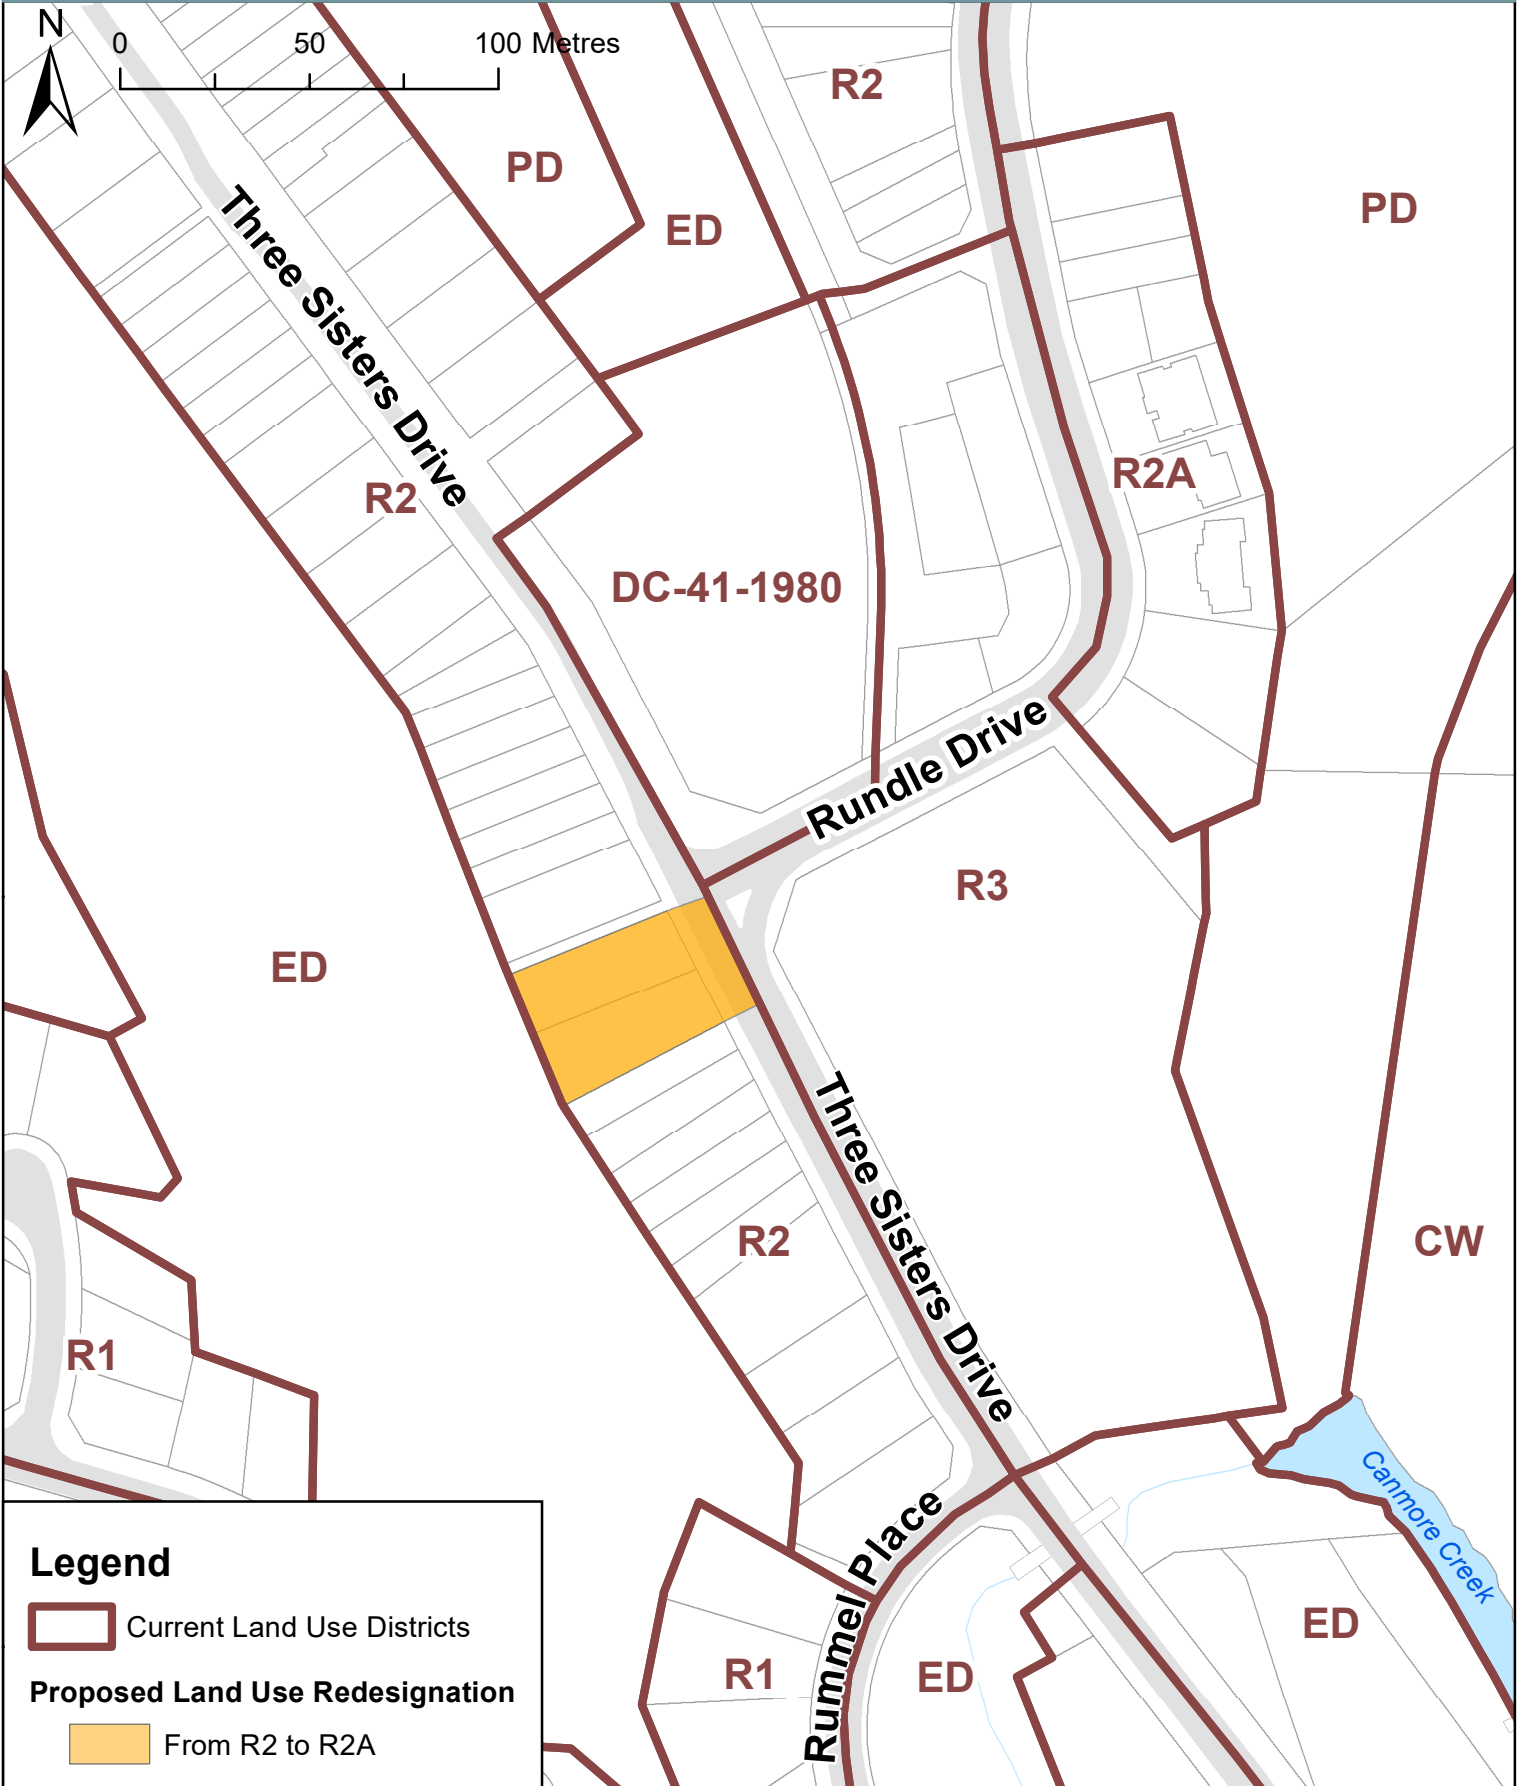 N
0 50 100 Metres
R2
PD
PD
ED
Three Sisters Drive
R2A
R2
DC-41-1980
Rundle Drive
R3
ED
Three Sisters Drive
R2
CW
R1
Canmore Creek
Rummel Place
ED
R1
ED
Legend
Current Land Use Districts
Proposed Land Use Redesignation
From R2 to R2A